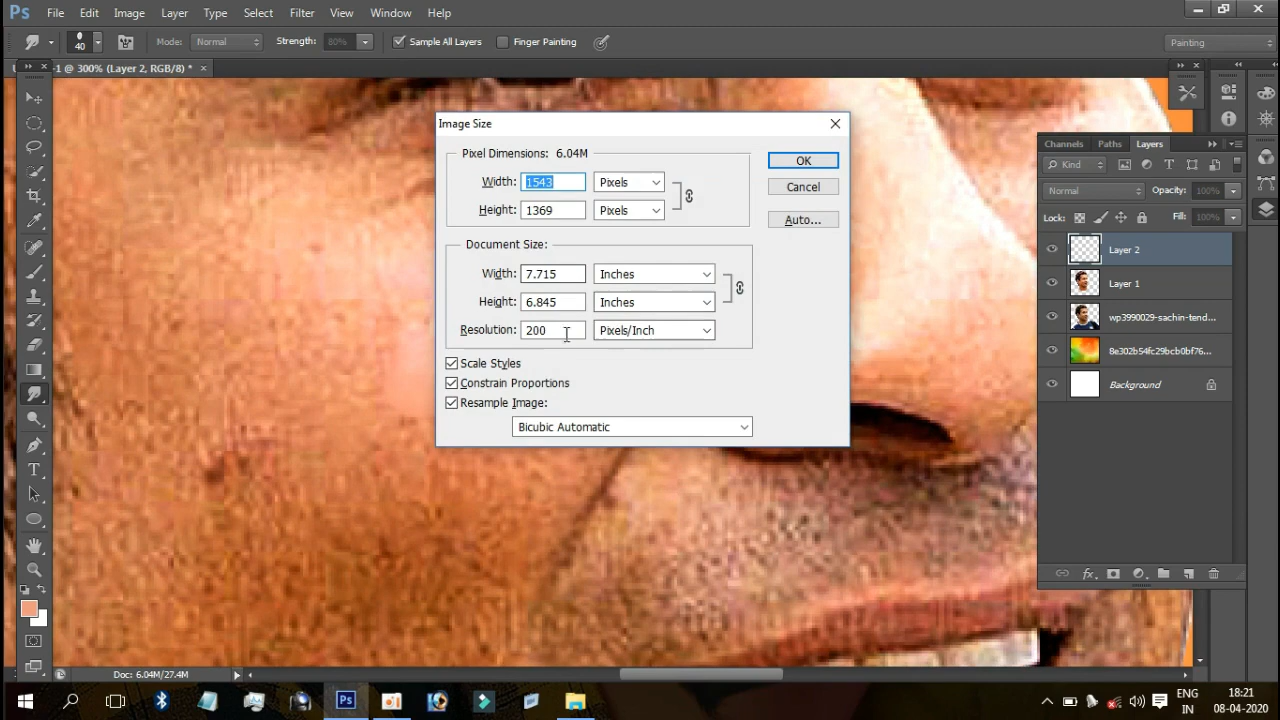 Ps File Edit Image Layer Type Select Filter View Window Help
40 Mode: Normal Strength: 80% Sample All Layers Finger Painting Painting
-1 @ 300% (Layer 2, RGB/8) * ×
Image Size
Pixel Dimensions: 6.04M
Width: 1543 Pixels
Height: 1369 Pixels
OK
Cancel
Auto...
Document Size:
Width: 7.715 Inches
Height: 6.845 Inches
Resolution: 200 Pixels/Inch
Scale Styles
Constrain Proportions
Resample Image:
Bicubic Automatic
Channels Paths Layers
Kind
Normal Opacity: 100%
Lock: Fill: 100%
Layer 2
Layer 1
wp3990029-sachin-tend...
8e302b54fc29bcb0bf76...
Background
Doc: 6.04M/27.4M
ENG
IN
18:21
08-04-2020